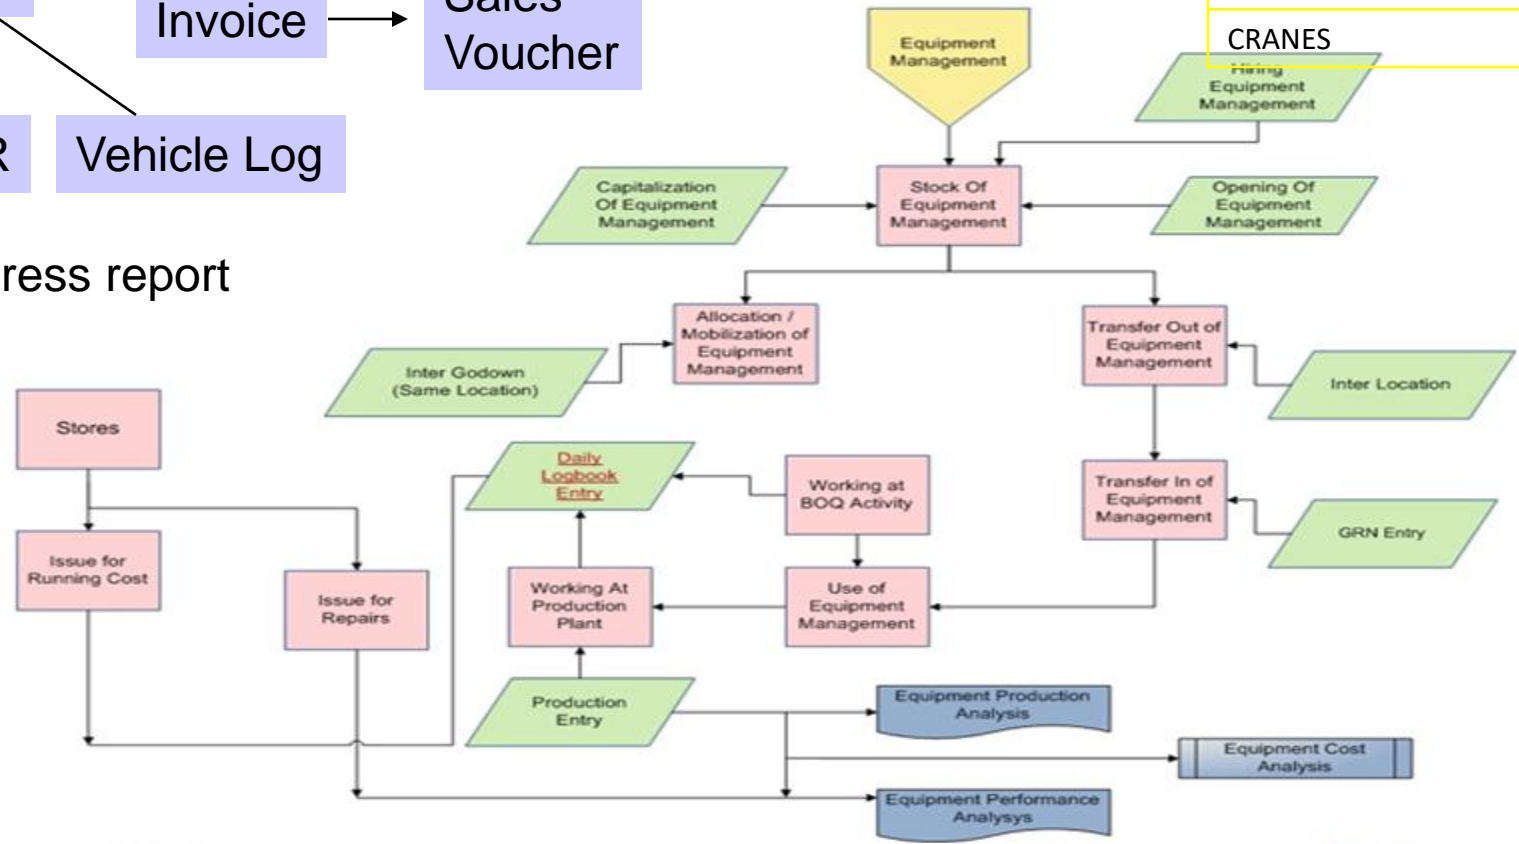 Invoice
Sales
Voucher
R
Vehicle Log
ress report
CRANES
Equipment
Management
Hiring
Equipment
Management
Capitalization
Of Equipment
Management
Stock Of
Equipment
Management
Opening Of
Equipment
Management
Allocation /
Mobilization of
Equipment
Management
Transfer Out of
Equipment
Management
Inter Godown
(Same Location)
Inter Location
Stores
Daily
Logbook
Entry
Working at
BOQ Activity
Transfer In of
Equipment
Management
GRN Entry
Issue for
Running Cost
Issue for
Repairs
Working At
Production
Plant
Use of
Equipment
Management
Production
Entry
Equipment Production
Analysis
Equipment Cost
Analysis
Equipment Performance
Analysys